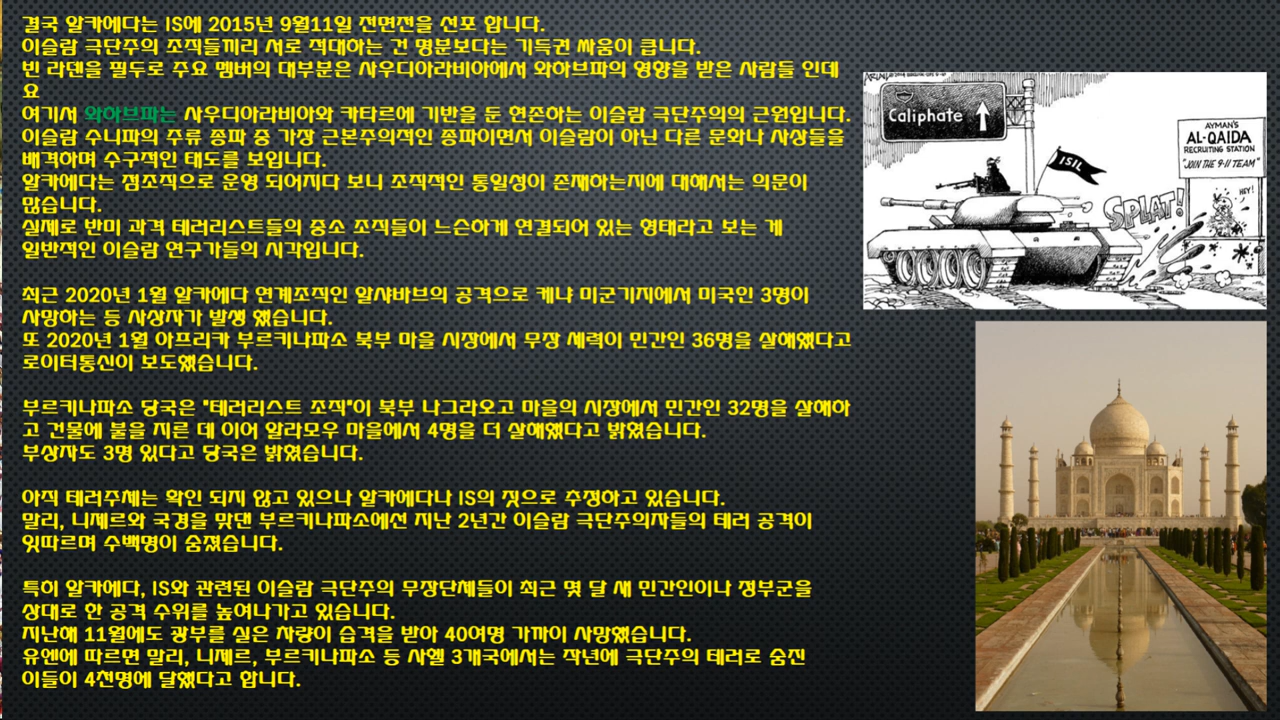 결국 알카에다는 IS에 2015년 9월11일 전면전을 선포 합니다.
이슬람 극단주의 조직들끼리 서로 적대하는 건 명분보다는 기득권 싸움이 큽니다.
빈 라덴을 필두로 주요 멤버의 대부분은 사우디아라비아에서 와하브파의 영향을 받은 사람들 인데
요
여기서 와하브파는 사우디아라비아와 카타르에 기반을 둔 현존하는 이슬람 극단주의의 근원입니다.
이슬람 수니파의 주류 종파 중 가장 근본주의적인 종파이면서 이슬람이 아닌 다른 문화나 사상들을
배격하며 수구적인 태도를 보입니다.
알카에다는 점조직으로 운영 되어지다 보니 조직적인 통일성이 존재하는지에 대해서는 의문이
많습니다.
실제로 반미 과격 테러리스트들의 중소 조직들이 느슨하게 연결되어 있는 형태라고 보는 게
일반적인 이슬람 연구가들의 시각입니다.
최근 2020년 1월 알카에다 연계조직인 알샤바브의 공격으로 케냐 미군기지에서 미국인 3명이
사망하는 등 사상자가 발생 했습니다.
또 2020년 1월 아프리카 부르키나파소 북부 마을 시장에서 무장 세력이 민간인 36명을 살해했다고
로이터통신이 보도했습니다.
부르키나파소 당국은 "테러리스트 조직"이 북부 나그라오고 마을의 시장에서 민간인 32명을 살해하
고 건물에 불을 지른 데 이어 알라모우 마을에서 4명을 더 살해했다고 밝혔습니다.
부상자도 3명 있다고 당국은 밝혔습니다.
아직 테러주체는 확인 되지 않고 있으나 알카에다나 IS의 짓으로 추정하고 있습니다.
말리, 니제르와 국경을 맞댄 부르키나파소에선 지난 2년간 이슬람 극단주의자들의 테러 공격이
잇따르며 수백명이 숨졌습니다.
특히 알카에다, IS와 관련된 이슬람 극단주의 무장단체들이 최근 몇 달 새 민간인이나 정부군을
상대로 한 공격 수위를 높여나가고 있습니다.
지난해 11월에도 광부를 실은 차량이 습격을 받아 40여명 가까이 사망했습니다.
유엔에 따르면 말리, 니제르, 부르키나파소 등 사헬 3개국에서는 작년에 극단주의 테러로 숨진
이들이 4천명에 달했다고 합니다.
Caliphate
ISIL
SPLAT!
AYMAN'S
AL-QAIDA
RECRUITING STATION
"JOIN THE 9-11 TEAM"
HEY!